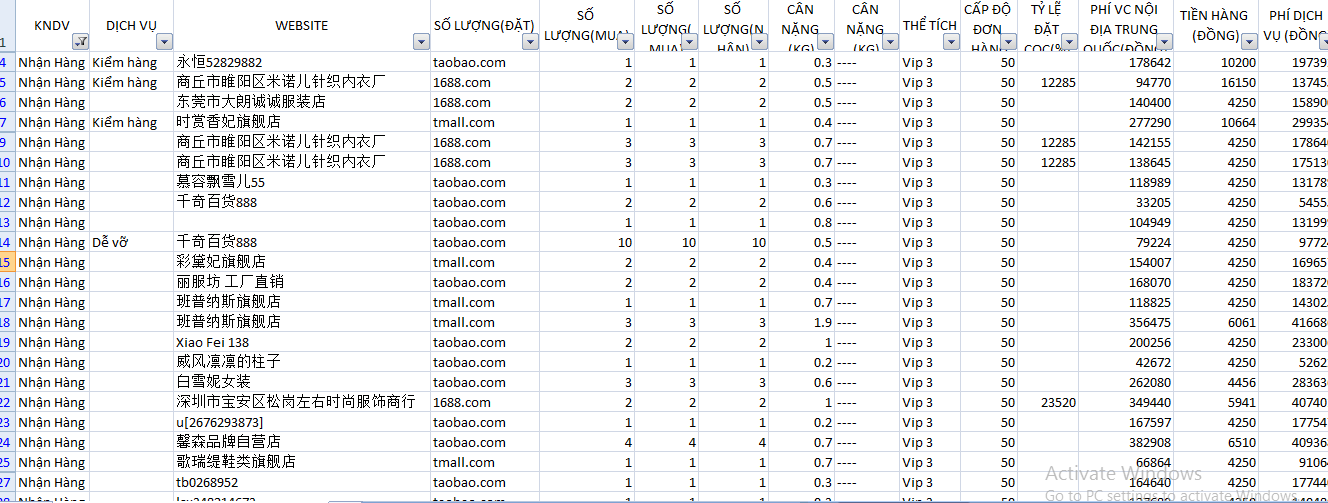 KNDV DỊCH VỤ WEBSITE SỐ LƯỢNG(ĐẶT) SỐ LƯỢNG(MUA) SỐ LƯỢNG( MUA) SỐ LƯỢNG(N HÂN) CÂN NẶNG (KG) CÂN NẶNG (KG) THỂ TÍCH CẤP ĐỘ ĐƠN HÀNG TỶ LỆ ĐẶT CỌC(%) PHÍ VC NỘI ĐỊA TRUNG QUỐC(ĐỒNG) TIỀN HÀNG (ĐỒNG) PHÍ DỊCH VỤ (ĐỒNG
1
4 Nhận Hàng Kiểm hàng 永恒52829882 taobao.com 1 1 1 0.3 ---- Vip 3 50 178642 10200 19739
5 Nhận Hàng Kiểm hàng 商丘市睢阳区米诺儿针织内衣厂 1688.com 2 2 2 0.5 ---- Vip 3 50 12285 94770 16150 13745
6 Nhận Hàng 东莞市大朗诚诚服装店 1688.com 2 2 2 0.5 ---- Vip 3 50 140400 4250 15890
7 Nhận Hàng Kiểm hàng 时赏香妃旗舰店 tmall.com 1 1 1 0.4 ---- Vip 3 50 277290 10664 29935
9 Nhận Hàng 商丘市睢阳区米诺儿针织内衣厂 1688.com 3 3 3 0.7 ---- Vip 3 50 12285 142155 4250 17864
10 Nhận Hàng 商丘市睢阳区米诺儿针织内衣厂 1688.com 3 3 3 0.7 ---- Vip 3 50 12285 138645 4250 17513
11 Nhận Hàng 慕容飘雪儿55 taobao.com 1 1 1 0.3 ---- Vip 3 50 118989 4250 13178
12 Nhận Hàng 千奇百货888 taobao.com 2 2 2 0.6 ---- Vip 3 50 33205 4250 5455
13 Nhận Hàng taobao.com 1 1 1 0.8 ---- Vip 3 50 104949 4250 13199
14 Nhận Hàng Dễ vỡ 千奇百货888 taobao.com 10 10 10 0.5 ---- Vip 3 50 79224 4250 9772
15 Nhận Hàng 彩黛妃旗舰店 tmall.com 2 2 2 0.4 ---- Vip 3 50 154007 4250 16965
16 Nhận Hàng 丽服坊 工厂直销 taobao.com 2 2 2 0.4 ---- Vip 3 50 168070 4250 18372
17 Nhận Hàng 班普纳斯旗舰店 tmall.com 1 1 1 0.7 ---- Vip 3 50 118825 4250 14302
18 Nhận Hàng 班普纳斯旗舰店 tmall.com 3 3 3 1.9 ---- Vip 3 50 356475 6061 41668
19 Nhận Hàng Xiao Fei 138 taobao.com 2 2 2 1 ---- Vip 3 50 200256 4250 23300
20 Nhận Hàng 威风凛凛的柱子 taobao.com 1 1 1 0.2 ---- Vip 3 50 42672 4250 5262
21 Nhận Hàng 白雪妮女装 taobao.com 3 3 3 0.6 ---- Vip 3 50 262080 4456 28363
22 Nhận Hàng 深圳市宝安区松岗左右时尚服饰商行 1688.com 2 2 2 1 ---- Vip 3 50 23520 349440 5941 40740
23 Nhận Hàng u[2676293873] taobao.com 1 1 1 0.2 ---- Vip 3 50 167597 4250 17754
24 Nhận Hàng 馨森品牌自营店 taobao.com 4 4 4 0.7 ---- Vip 3 50 382908 6510 40936
25 Nhận Hàng 歌瑞缇鞋类旗舰店 tmall.com 1 1 1 0.7 ---- Vip 3 50 66864 4250 9106
27 Nhận Hàng tb0268952 taobao.com 1 1 1 0.3 ---- Vip 3 50 164640 4250 17744
Activate Windows
Go to PC settings to activate Windows.